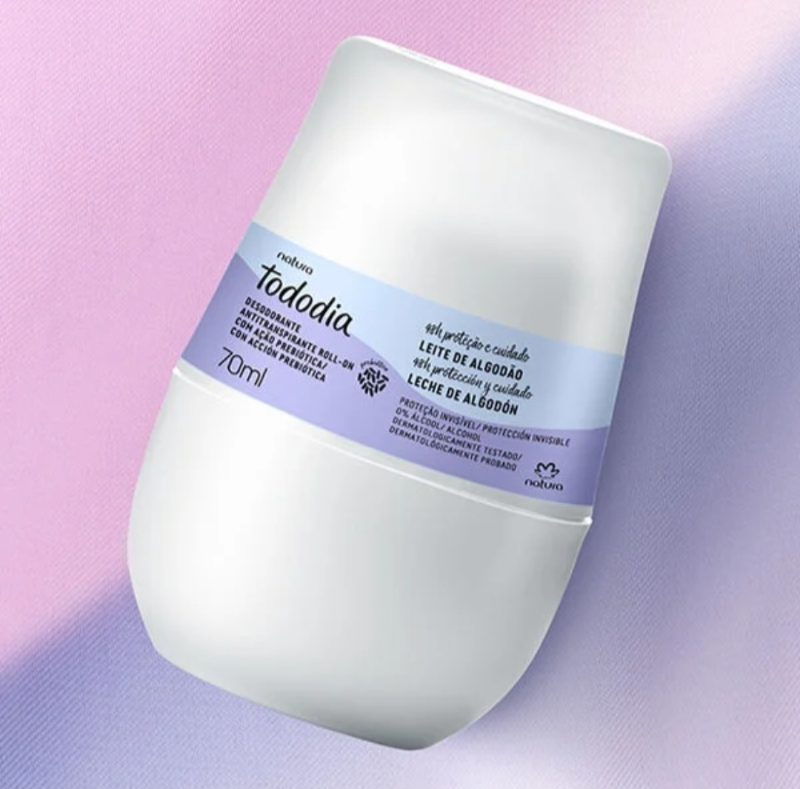 natura
Tododia
DESODORANTE
ANTITRANSPIRANTE ROLL-ON
COM AÇÃO PREBIÓTICA/
CON ACCIÓN PREBIÓTICA
70ml
48h proteção e cuidado
LEITE DE ALGODÃO
48h protección y cuidado
LECHE DE ALGODÓN
PROTEÇÃO INVISÍVEL/ PROTECCIÓN INVISIBLE
0% ÁLCOOL/ ALCOHOL
DERMATOLOGICAMENTE TESTADO/
DERMATOLÓGICAMENTE PROBADO
natura